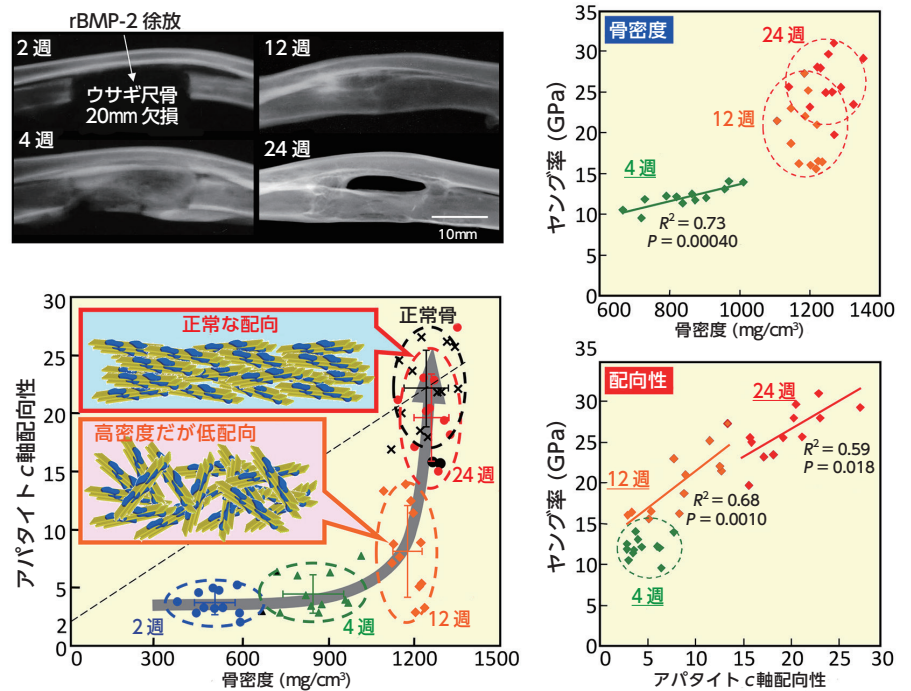 rBMP-2 徐放
2 週
12 週
ウサギ尺骨
20mm 欠損
4 週
24 週
10mm
骨密度
ヤング率 (GPa)
35
30
25
20
15
10
5
0
24 週
12 週
4 週
R² = 0.73
P = 0.00040
600
800
1000
1200
1400
骨密度 (mg/cm³)
アパタイト c 軸配向性
30
25
20
15
10
5
2
0
正常な配向
高密度だが低配向
正常骨
24 週
12 週
4 週
2 週
0
300
600
900
1200
1500
骨密度 (mg/cm³)
配向性
ヤング率 (GPa)
35
30
25
20
15
10
5
0
24 週
R² = 0.59
P = 0.018
12 週
R² = 0.68
P = 0.0010
4 週
0
5
10
15
20
25
30
アパタイト c 軸配向性